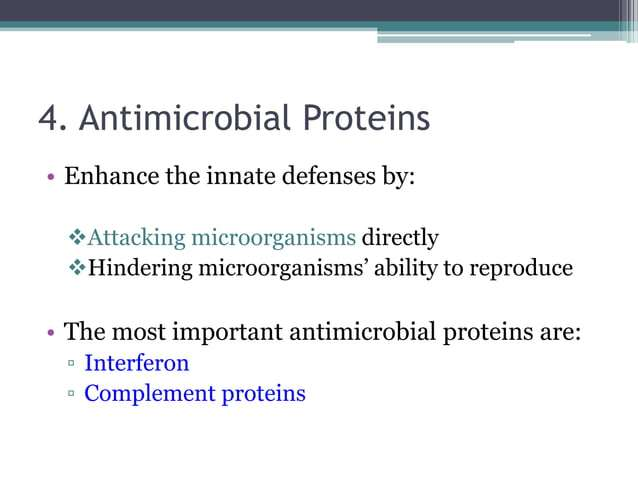 4. Antimicrobial Proteins
• Enhance the innate defenses by:
❖Attacking microorganisms directly
❖Hindering microorganisms’ ability to reproduce
• The most important antimicrobial proteins are:
▫ Interferon
▫ Complement proteins